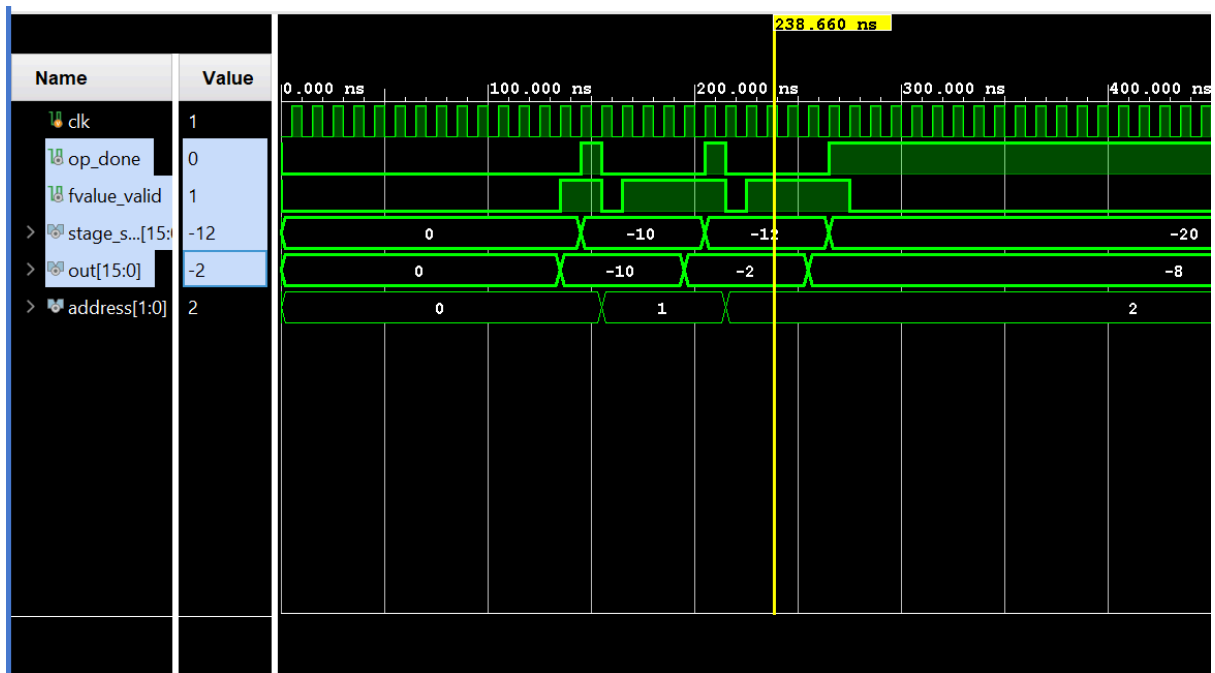 238.660 ns
Name Value
0.000 ns 100.000 ns 200.000 ns 300.000 ns 400.000 ns
clk 1
op_done 0
fvalue_valid 1
stage_s...[15: -12 0 -10 -12 -20
out[15:0] -2 0 -10 -2 -8
address[1:0] 2 0 1 2